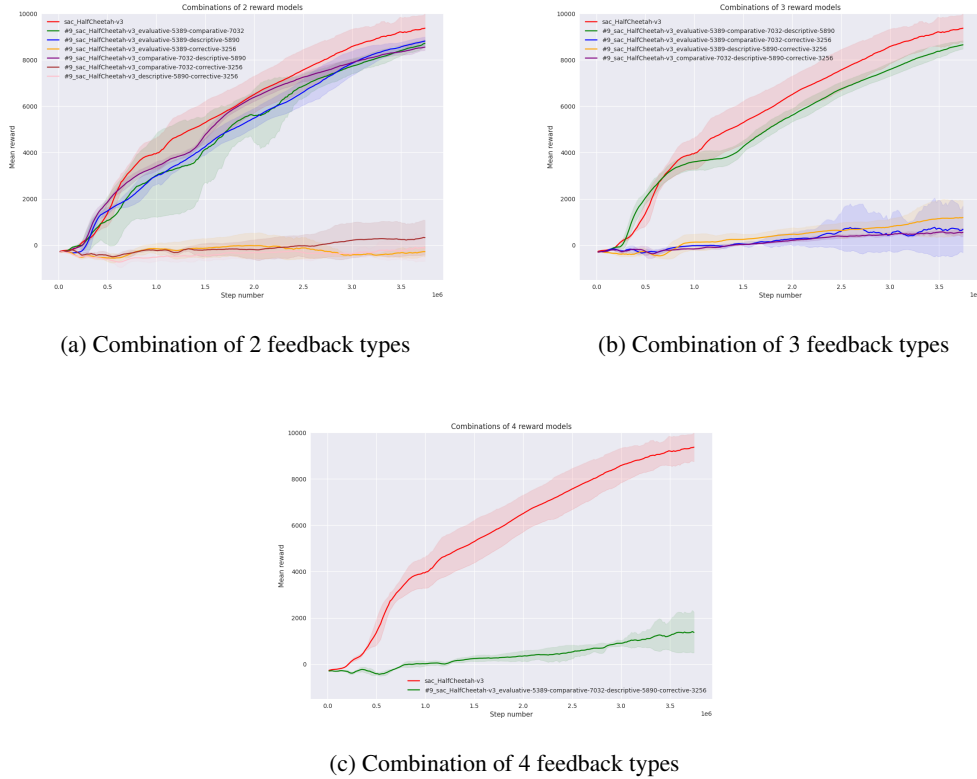 Combinations of 2 reward models
sac_HalfCheetah-v3
#9_sac_HalfCheetah-v3_evaluative-5389-comparative-7032
#9_sac_HalfCheetah-v3_evaluative-5389-descriptive-5890
#9_sac_HalfCheetah-v3_evaluative-5389-corrective-3256
#9_sac_HalfCheetah-v3_comparative-7032-descriptive-5890
#9_sac_HalfCheetah-v3_comparative-7032-corrective-3256
#9_sac_HalfCheetah-v3_descriptive-5890-corrective-3256
Mean reward
10000
8000
6000
4000
2000
0
0.0 0.5 1.0 1.5 2.0 2.5 3.0 3.5
1e6
Step number
(a) Combination of 2 feedback types
Combinations of 3 reward models
sac_HalfCheetah-v3
#9_sac_HalfCheetah-v3_evaluative-5389-comparative-7032-descriptive-5890
#9_sac_HalfCheetah-v3_evaluative-5389-comparative-7032-corrective-3256
#9_sac_HalfCheetah-v3_evaluative-5389-descriptive-5890-corrective-3256
#9_sac_HalfCheetah-v3_comparative-7032-descriptive-5890-corrective-3256
Mean reward
10000
8000
6000
4000
2000
0
0.0 0.5 1.0 1.5 2.0 2.5 3.0 3.5
Step number
(b) Combination of 3 feedback types
Combinations of 4 reward models
Mean reward
10000
8000
6000
4000
2000
0
sac_HalfCheetah-v3
#9_sac_HalfCheetah-v3_evaluative-5389-comparative-7032-descriptive-5890-corrective-3256
0.0 0.5 1.0 1.5 2.0 2.5 3.0 3.5
1e6
Step number
(c) Combination of 4 feedback types